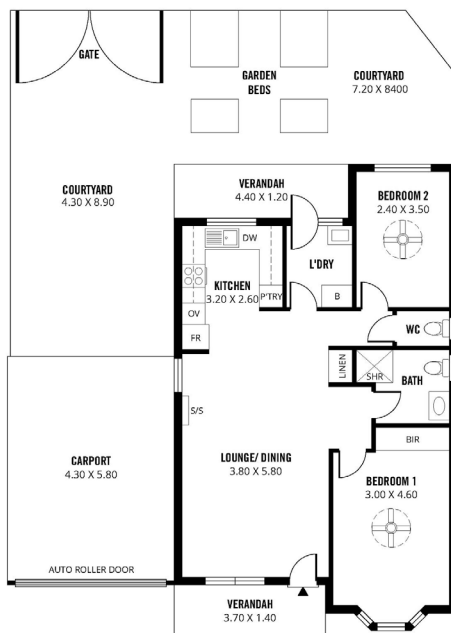 GATE
GARDEN
BEDS
COURTYARD
7.20 X 8400
COURTYARD
4.30 X 8.90
VERANDAH
4.40 X 1.20
BEDROOM 2
2.40 X 3.50
DW
KITCHEN
3.20 X 2.60
L'DRY
P'TRY
B
OV
FR
WC
LINEN
SHR
BATH
S/S
BIR
LOUNGE/ DINING
3.80 X 5.80
CARPORT
4.30 X 5.80
BEDROOM 1
3.00 X 4.60
AUTO ROLLER DOOR
VERANDAH
3.70 X 1.40